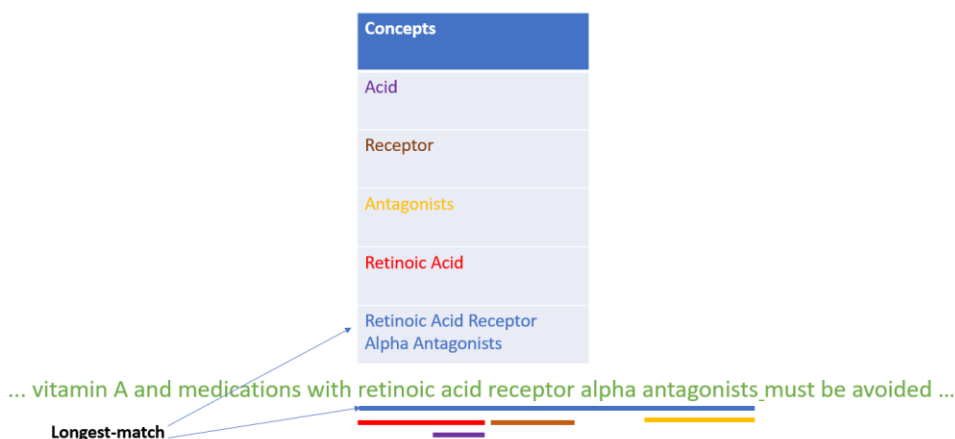 Concepts
Acid
Receptor
Antagonists
Retinoic Acid
Retinoic Acid Receptor
Alpha Antagonists
... vitamin A and medications with retinoic acid receptor alpha antagonists must be avoided ...
Longest-match